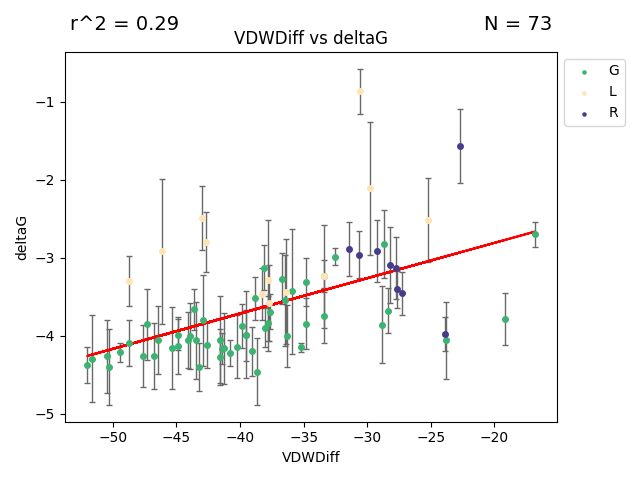 r^2 = 0.29
N = 73
VDWDiff vs deltaG
G
L
R
deltaG
−1
−2
−3
−4
−5
−50 −45 −40 −35 −30 −25 −20
VDWDiff